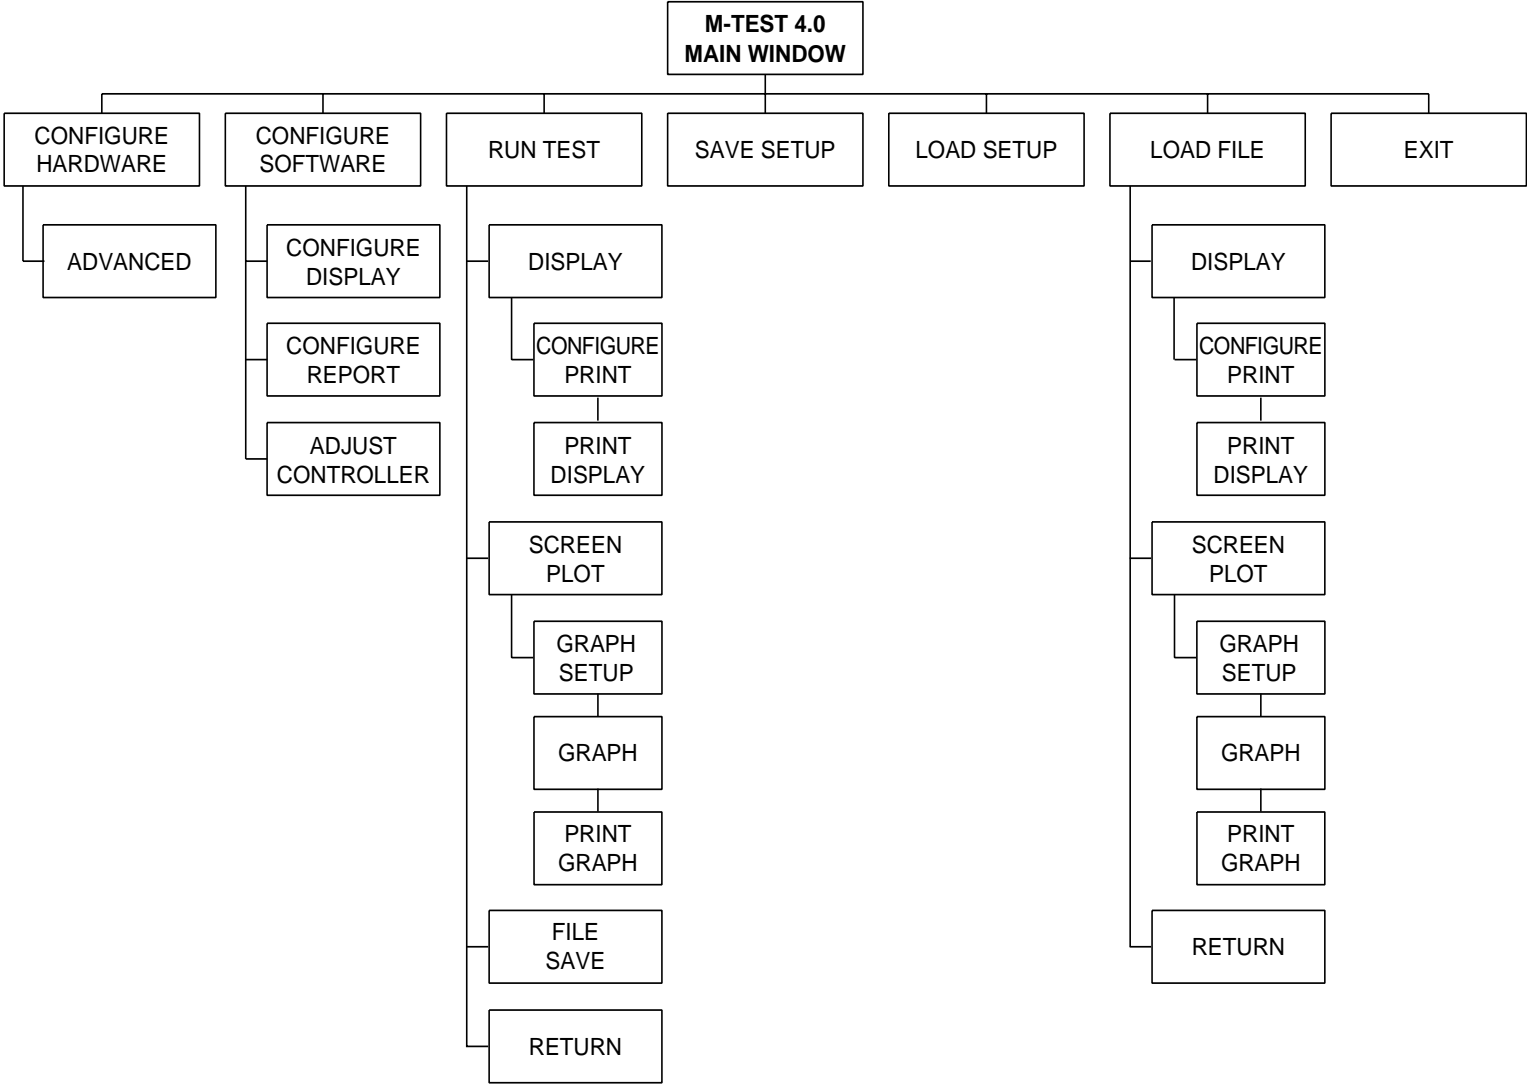 M-TEST 4.0
MAIN WINDOW
CONFIGURE
HARDWARE
CONFIGURE
SOFTWARE
RUN TEST
SAVE SETUP
LOAD SETUP
LOAD FILE
EXIT
ADVANCED
CONFIGURE
DISPLAY
CONFIGURE
REPORT
ADJUST
CONTROLLER
DISPLAY
CONFIGURE
PRINT
PRINT
DISPLAY
SCREEN
PLOT
GRAPH
SETUP
GRAPH
PRINT
GRAPH
FILE
SAVE
RETURN
DISPLAY
CONFIGURE
PRINT
PRINT
DISPLAY
SCREEN
PLOT
GRAPH
SETUP
GRAPH
PRINT
GRAPH
RETURN